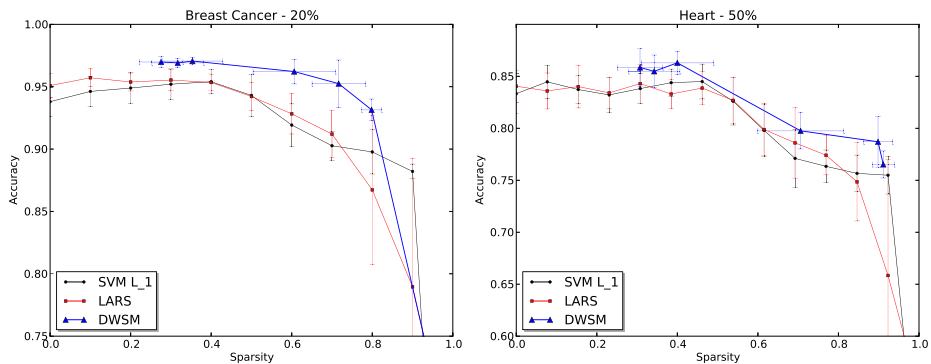 Breast Cancer - 20%
1.00
0.95
0.90
0.85
0.80
0.75
Accuracy
SVM L_1
LARS
DWSM
0.0
0.2
0.4
0.6
0.8
1.0
Sparsity
Heart - 50%
0.85
0.80
0.75
0.70
0.65
0.60
Accuracy
SVM L_1
LARS
DWSM
0.0
0.2
0.4
0.6
0.8
1.0
Sparsity